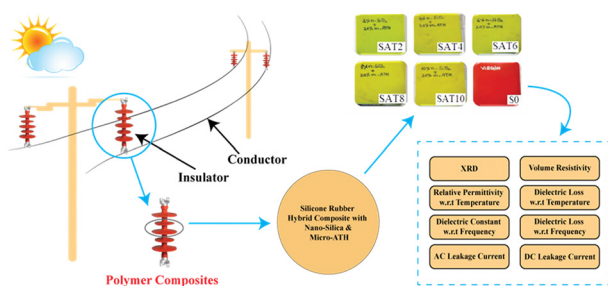 SAT2
SAT4
SAT6
SAT8
SAT10
VIRGIN
S0
Conductor
Insulator
Polymer Composites
Silicone Rubber
Hybrid Composite with
Nano-Silica &
Micro-ATH
XRD
Volume Resistivity
Relative Permittivity
w.r.t Temperature
Dielectric Loss
w.r.t Temperature
Dielectric Constant
w.r.t Frequency
Dielectric Loss
w.r.t Frequency
AC Leakage Current
DC Leakage Current